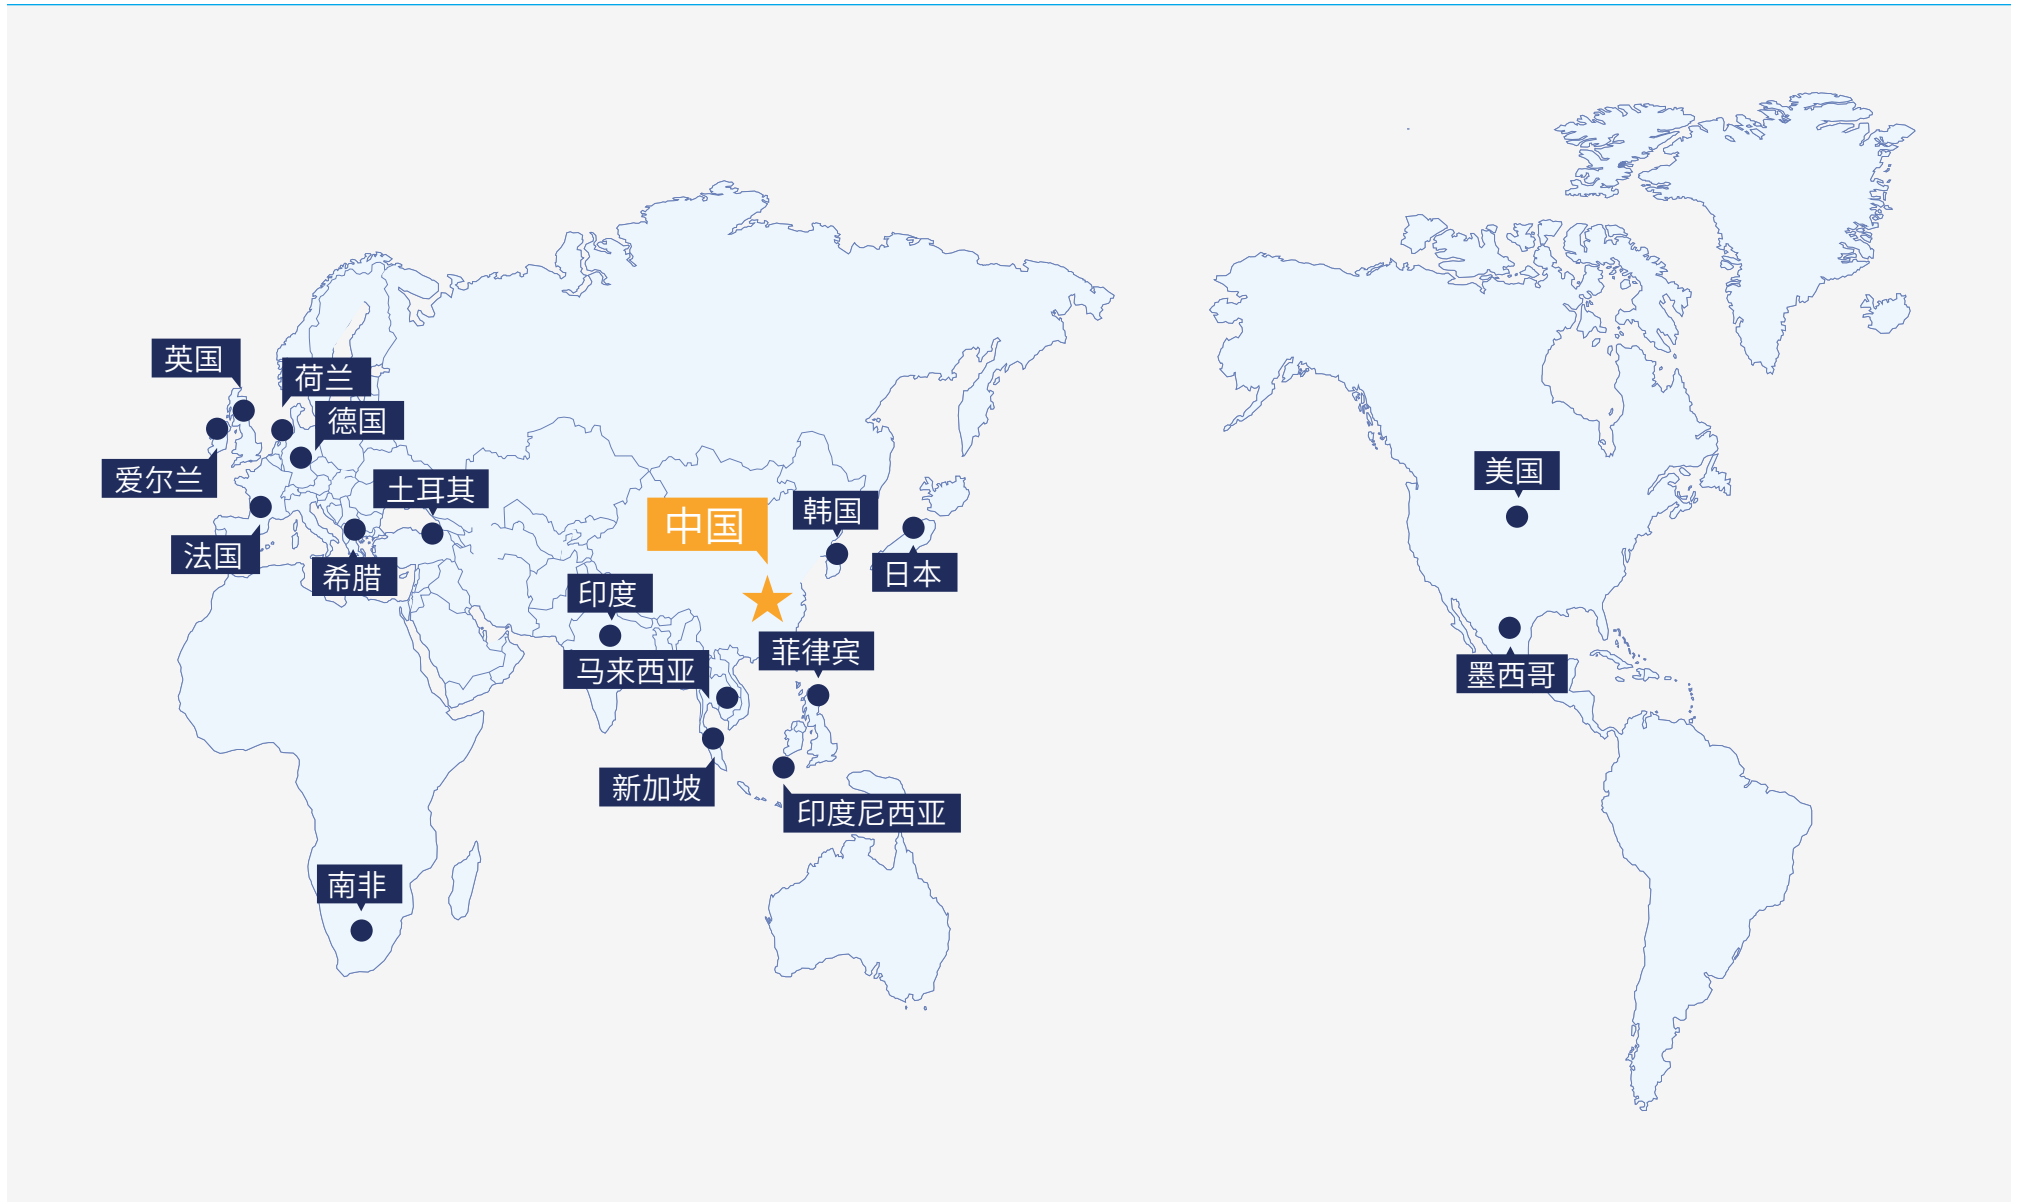 英国
荷兰
德国
爱尔兰
土耳其
美国
中国
韩国
法国
希腊
日本
印度
菲律宾
马来西亚
墨西哥
新加坡
印度尼西亚
南非